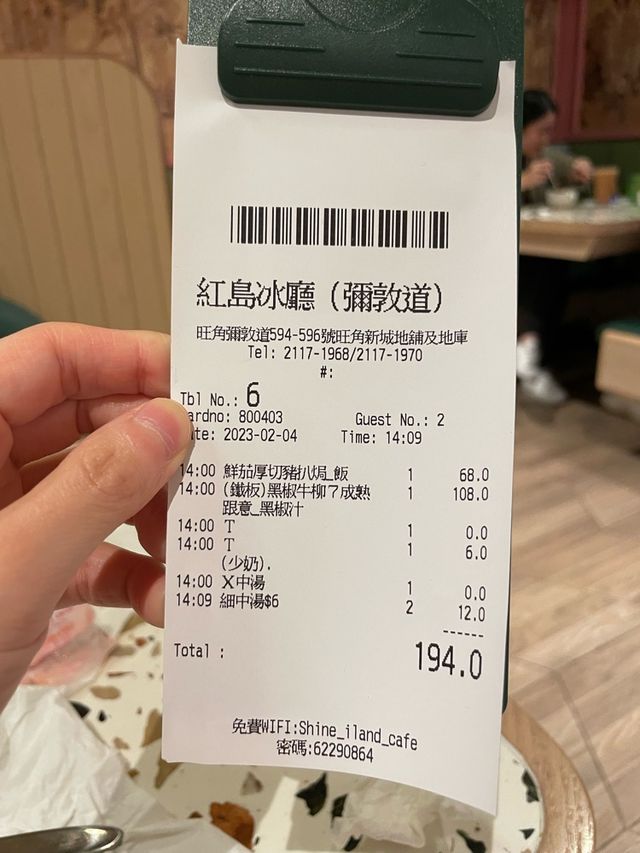 紅島冰廳（彌敦道）
旺角彌敦道594-596號旺角新城地舖及地庫
Tel: 2117-1968/2117-1970
#:
Tbl No.: 6
ardno: 800403 Guest No.: 2
te: 2023-02-04 Time: 14:09
14:00 鮮茄厚切豬扒焗_飯 1 68.0
14:00 (鐵板)黑椒牛柳7成熟 1 108.0
跟意_黑椒汁
14:00 T 1 0.0
14:00 T 1 6.0
(少奶).
14:00 X中湯 1 0.0
14:09 細中湯$6 2 12.0
------
Total : 194.0
免費WIFI:Shine_iland_cafe
密碼:62290864